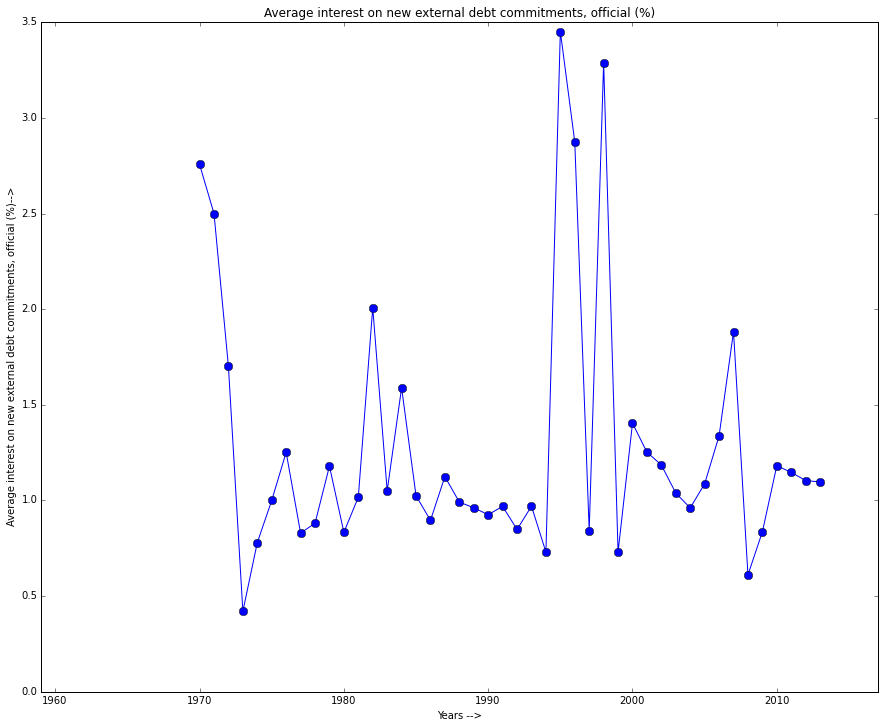 Average interest on new external debt commitments, official (%)
Average interest on new external debt commitments, official (%)-->
3.5
3.0
2.5
2.0
1.5
1.0
0.5
0.0
1960 1970 1980 1990 2000 2010
Years -->